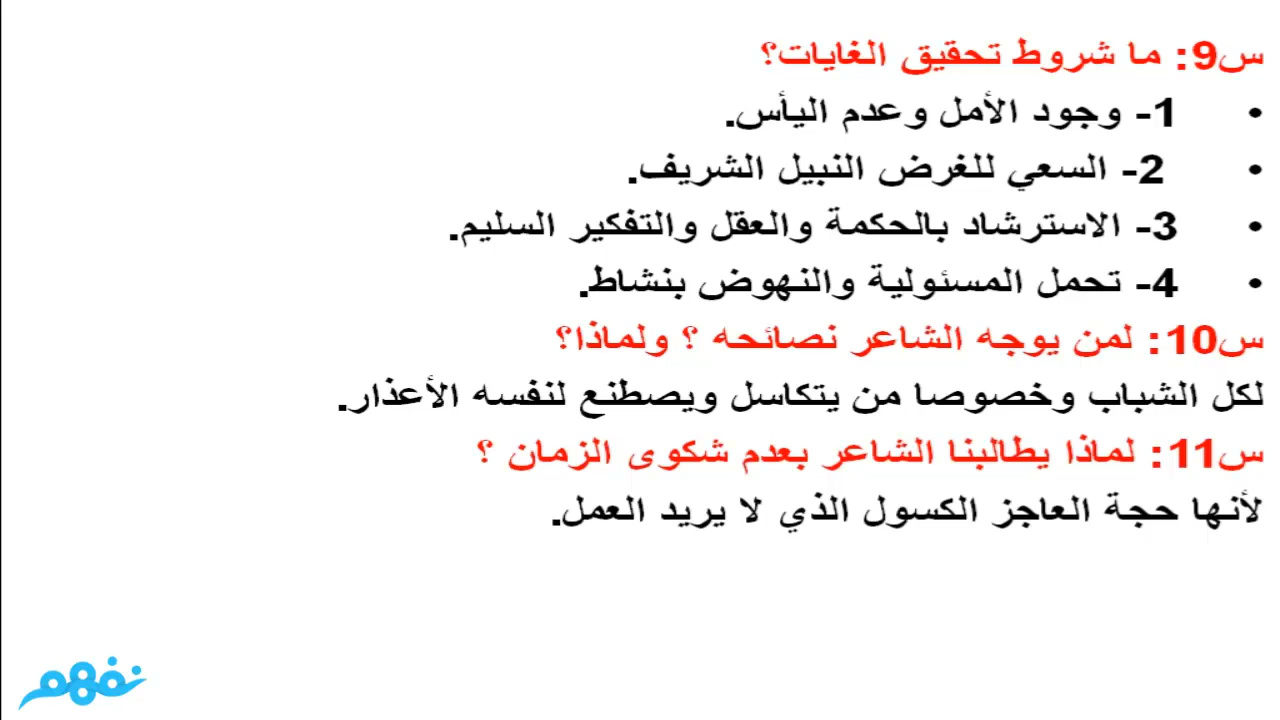 س9: ما شروط تحقيق الغايات؟
• 1- وجود الأمل وعدم اليأس.
• 2- السعي للغرض النبيل الشريف.
• 3- الاسترشاد بالحكمة والعقل والتفكير السليم.
• 4- تحمل المسئولية والنهوض بنشاط.
س10: لمن يوجه الشاعر نصائحه ؟ ولماذا؟
لكل الشباب وخصوصا من يتكاسل ويصطنع لنفسه الأعذار.
س11: لماذا يطالبنا الشاعر بعدم شكوى الزمان ؟
لأنها حجة العاجز الكسول الذي لا يريد العمل.
نفهم